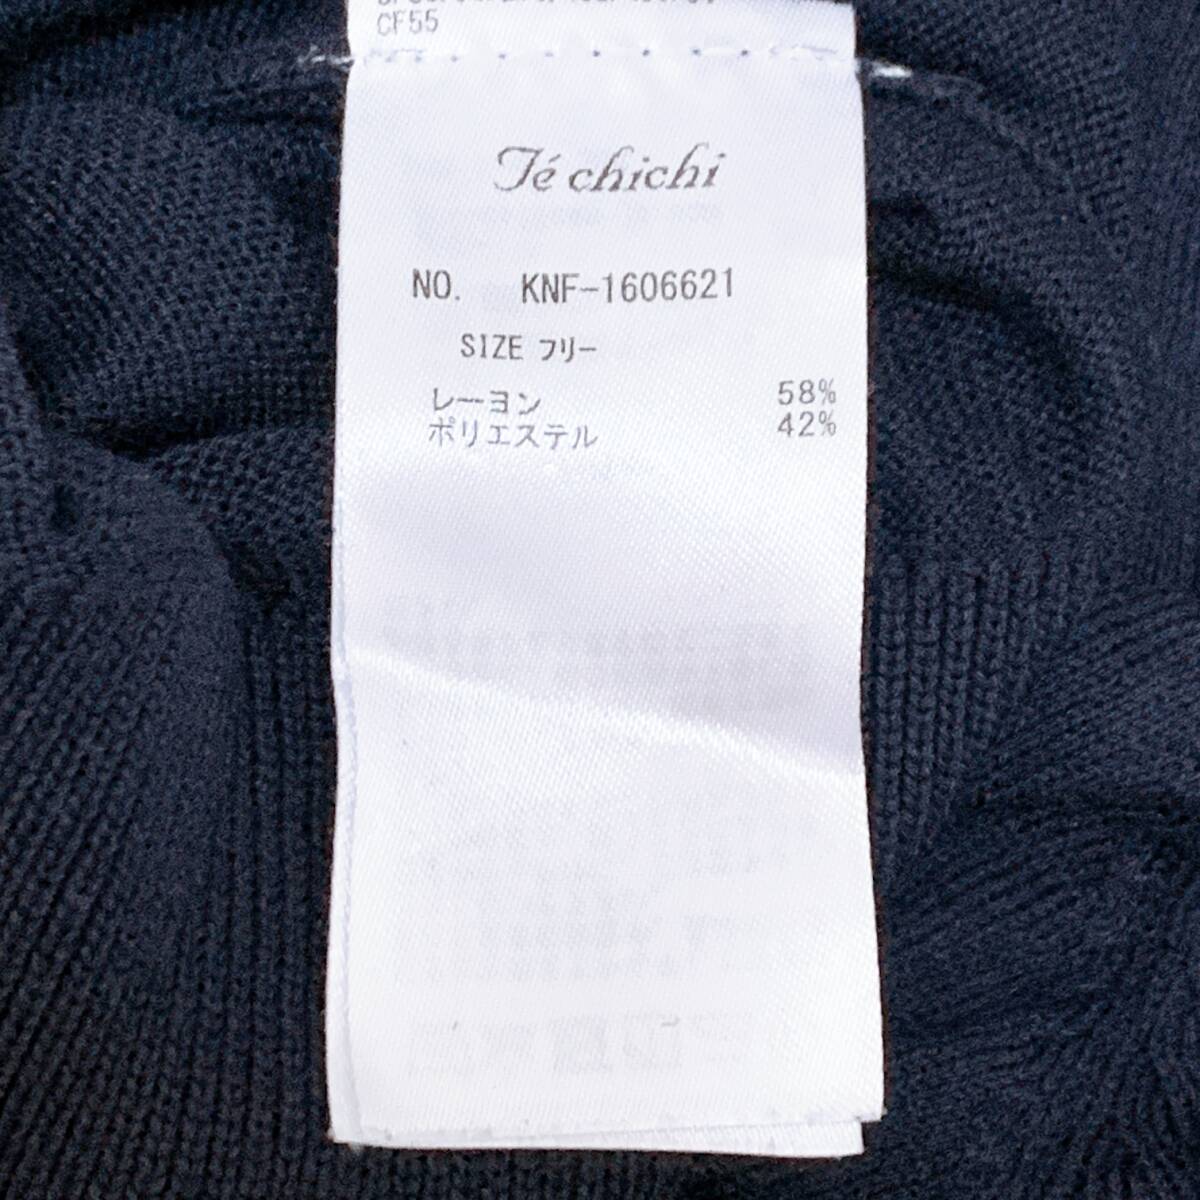 CF55
Té chichi
NO. KNF-1606621
SIZE フリー
レーヨン 58%
ポリエステル 42%